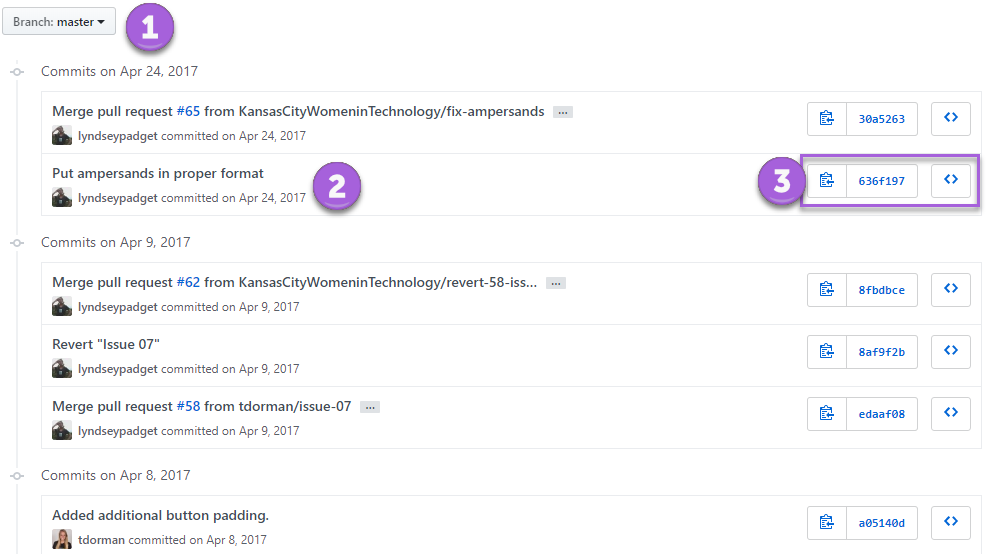 Branch: master
1
Commits on Apr 24, 2017
Merge pull request #65 from KansasCityWomeninTechnology/fix-ampersands ...
30a5263
lyndseypadget committed on Apr 24, 2017
Put ampersands in proper format
2
3
636f197
lyndseypadget committed on Apr 24, 2017
Commits on Apr 9, 2017
Merge pull request #62 from KansasCityWomeninTechnology/revert-58-iss... ...
8fbdbce
lyndseypadget committed on Apr 9, 2017
Revert "Issue 07"
8af9f2b
lyndseypadget committed on Apr 9, 2017
Merge pull request #58 from tdorman/issue-07 ...
edaaf08
lyndseypadget committed on Apr 9, 2017
Commits on Apr 8, 2017
Added additional button padding.
a05140d
tdorman committed on Apr 8, 2017